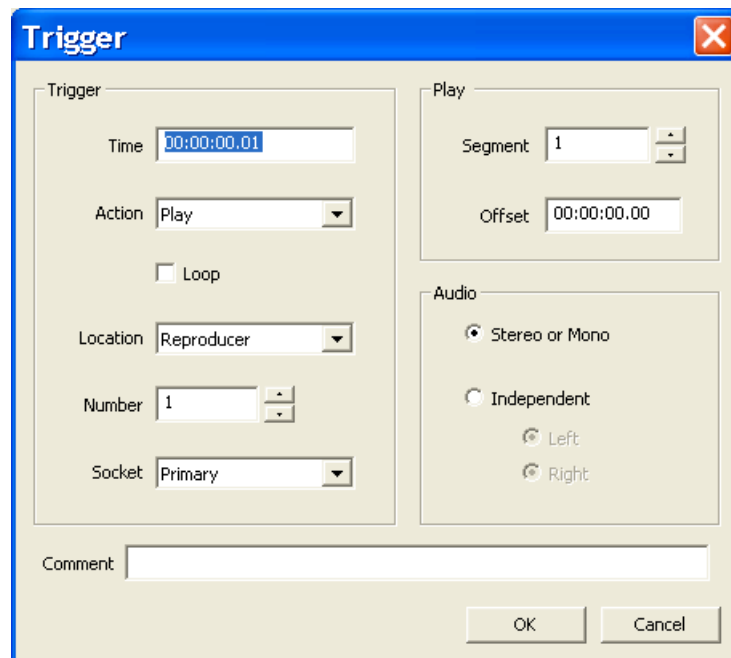 Trigger
Trigger
Time 00:00:00.01
Action Play
Loop
Location Reproducer
Number 1
Socket Primary
Play
Segment 1
Offset 00:00:00.00
Audio
Stereo or Mono
Independent
Left
Right
Comment
OK Cancel